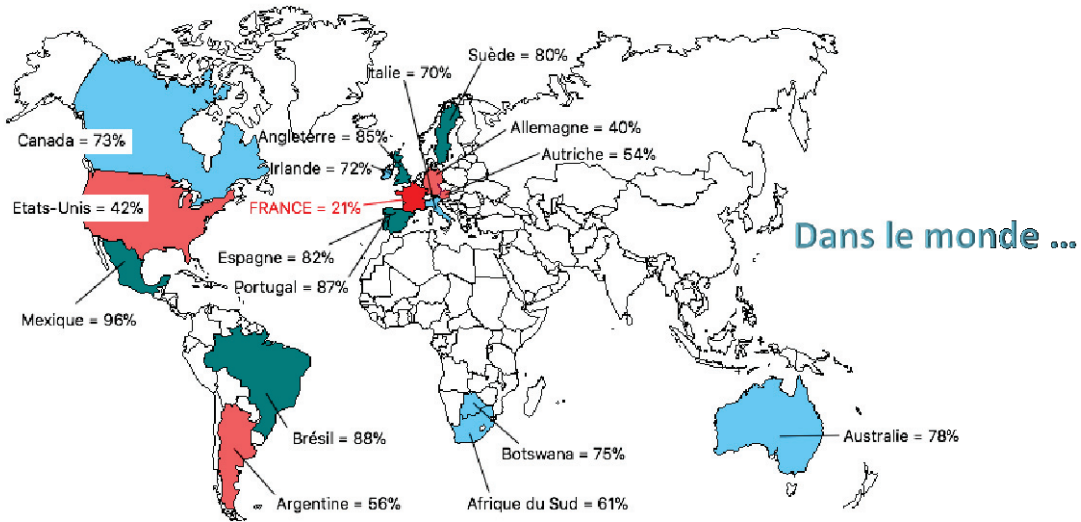 Suède = 80%
Italie = 70%
Canada = 73%
Angleterre = 85%
Allemagne = 40%
Autriche = 54%
Irlande = 72%
Etats-Unis = 42%
FRANCE = 21%
Dans le monde ...
Espagne = 82%
Portugal = 87%
Mexique = 96%
Brésil = 88%
Botswana = 75%
Australie = 78%
Argentine = 56%
Afrique du Sud = 61%